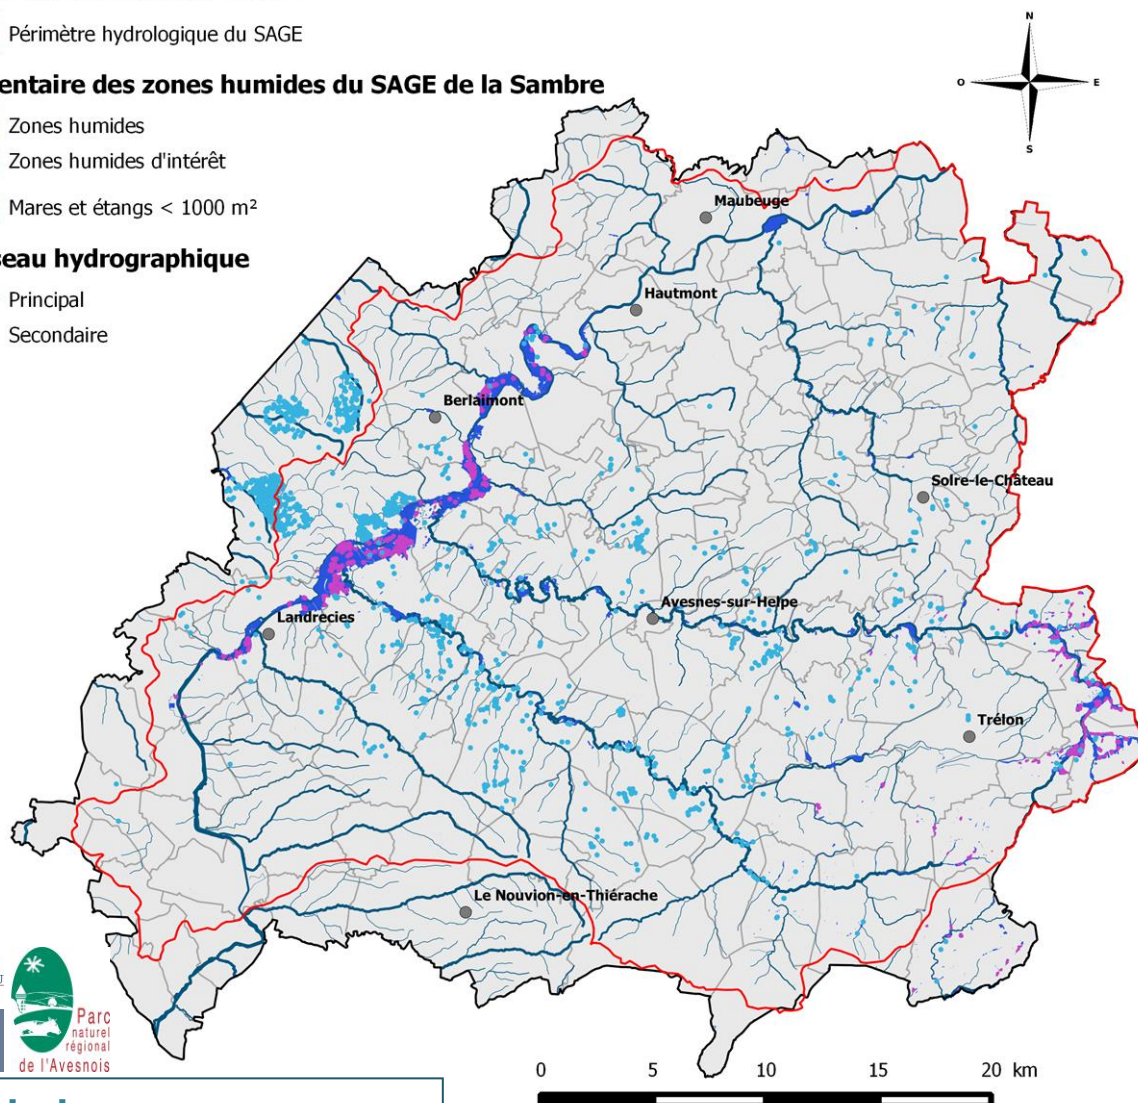 Périmètre hydrologique du SAGE
entaire des zones humides du SAGE de la Sambre
Zones humides
Zones humides d'intérêt
Mares et étangs < 1000 m²
seau hydrographique
Principal
Secondaire
N
O
E
S
Maubeuge
Hautmont
Berlaimont
Solre-le-Château
Avesnes-sur-Helpe
Landrecies
Trélon
Le Nouvion-en-Thiérache
Parc
naturel
régional
de l'Avesnois
0 5 10 15 20 km